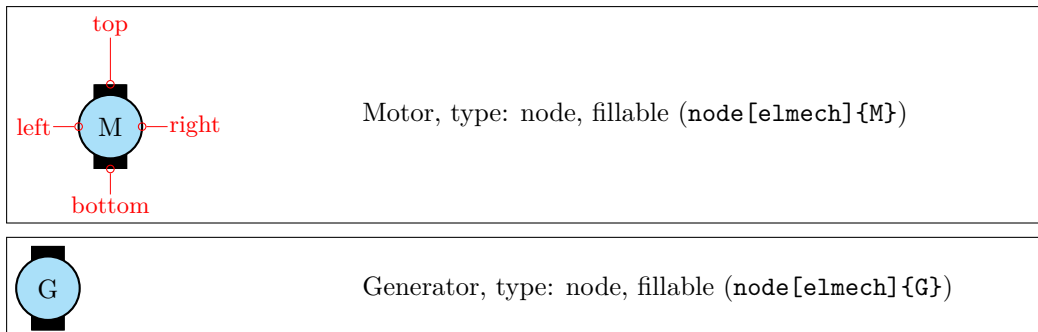 top
left
M
right
bottom
Motor, type: node, fillable (node[elmech]{M})
G
Generator, type: node, fillable (node[elmech]{G})